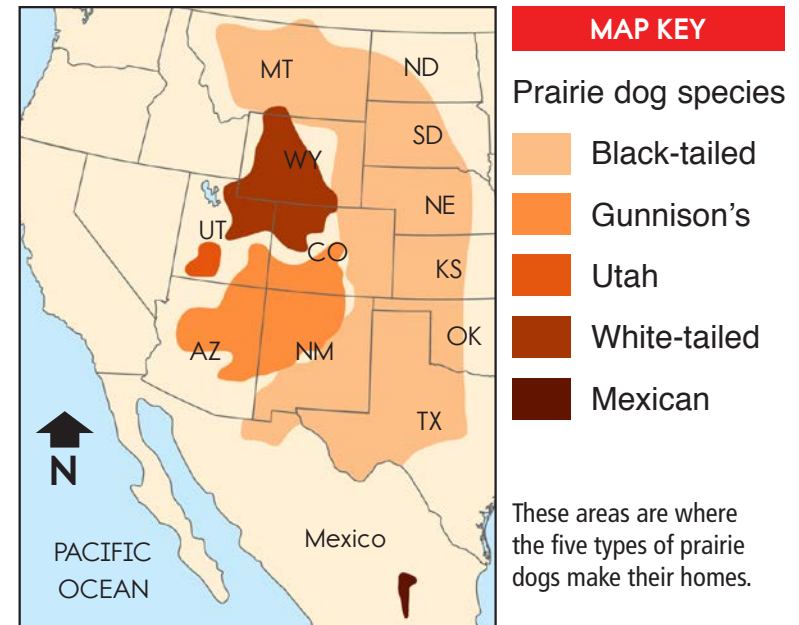 MT
ND
SD
WY
NE
UT
CO
KS
AZ
NM
OK
TX
N
Mexico
PACIFIC
OCEAN
MAP KEY
Prairie dog species
Black-tailed
Gunnison's
Utah
White-tailed
Mexican
These areas are where
the five types of prairie
dogs make their homes.